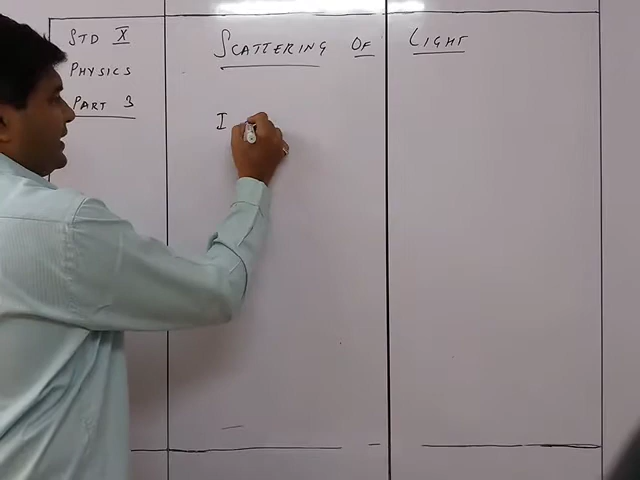 STD X
PHYSICS
PART 3
SCATTERING OF LIGHT
I